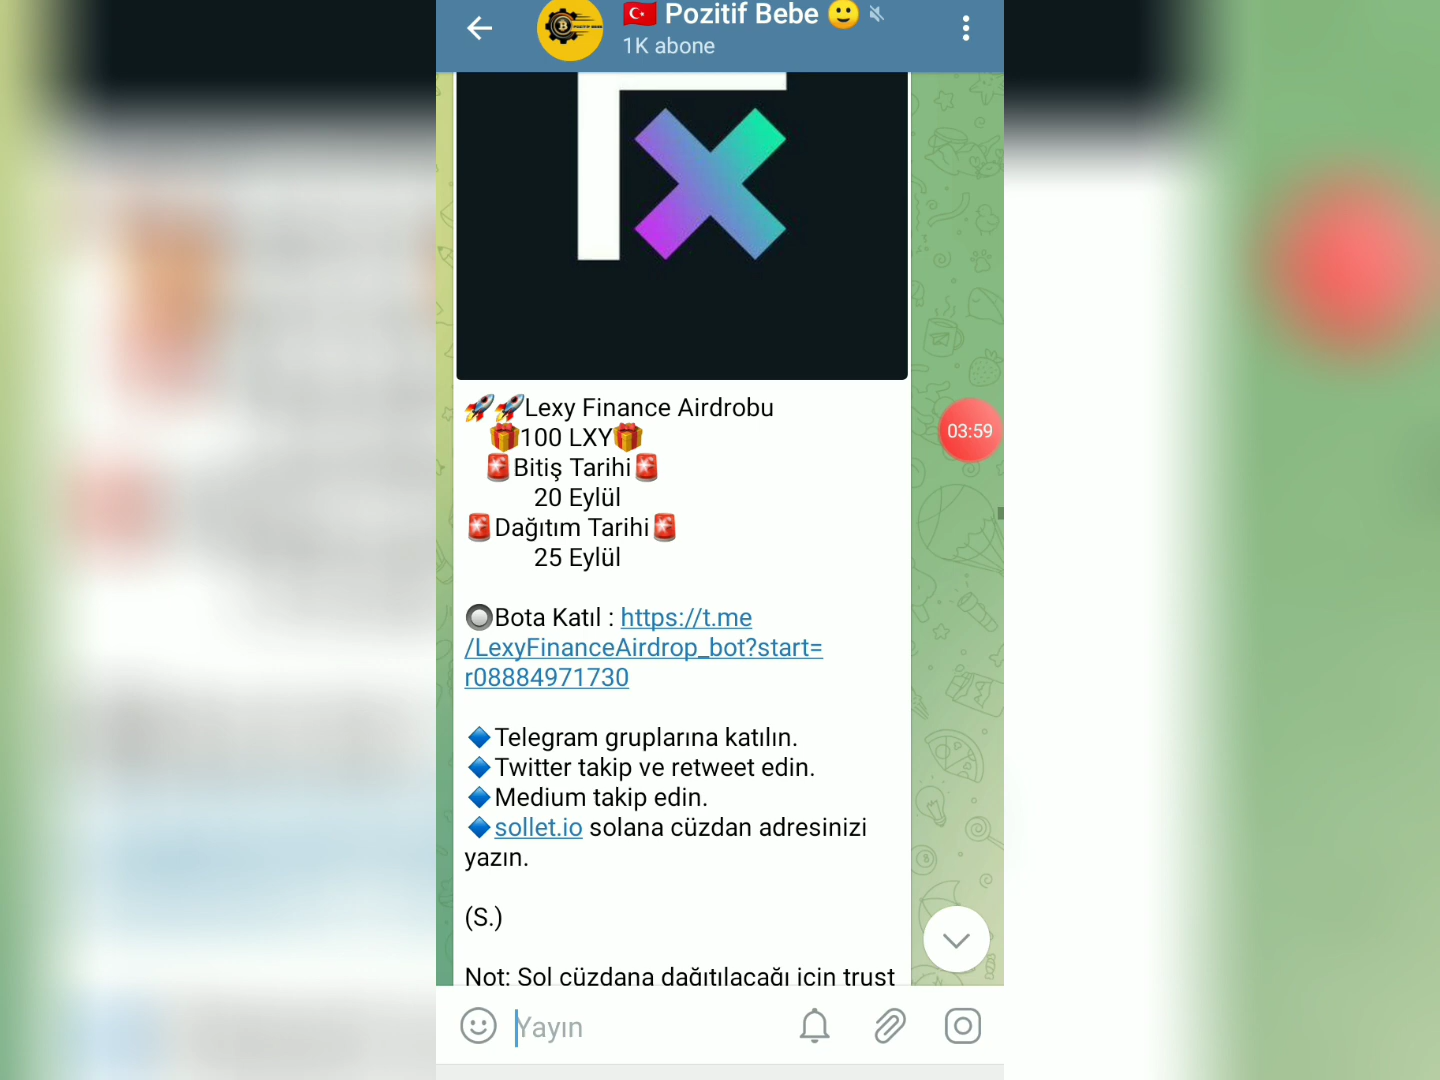 🇹🇷 Pozitif Bebe 🙂
1K abone
🚀🚀Lexy Finance Airdrobu
🎁100 LXY🎁
🚨Bitiş Tarihi🚨
20 Eylül
🚨Dağıtım Tarihi🚨
25 Eylül
🔘Bota Katıl : https://t.me
/LexyFinanceAirdrop_bot?start=
r08884971730
🔹Telegram gruplarına katılın.
🔹Twitter takip ve retweet edin.
🔹Medium takip edin.
🔹sollet.io solana cüzdan adresinizi
yazın.
(S.)
Not: Sol cüzdana dağıtılacağı için trust
03:59
Yayın